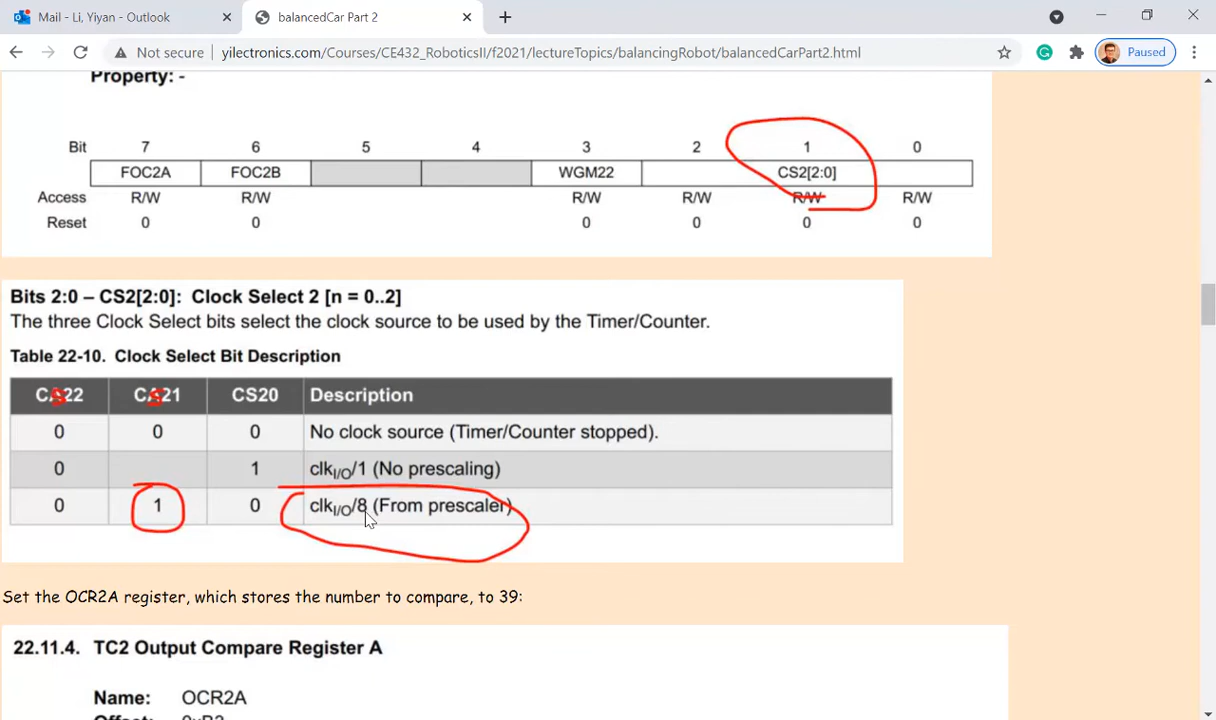 Mail - Li, Yiyan - Outlook
balancedCar Part 2
Not secure
yilectronics.com/Courses/CE432_RoboticsII/f2021/lectureTopics/balancingRobot/balancedCarPart2.html
Paused
Property: -
Bit 7 6 5 4 3 2 1 0
FOC2A FOC2B WGM22 CS2[2:0]
Access R/W R/W R/W R/W R/W R/W
Reset 0 0 0 0 0 0
Bits 2:0 – CS2[2:0]: Clock Select 2 [n = 0..2]
The three Clock Select bits select the clock source to be used by the Timer/Counter.
Table 22-10. Clock Select Bit Description
CS22 CS21 CS20 Description
0 0 0 No clock source (Timer/Counter stopped).
0 1 clkI/O/1 (No prescaling)
0 1 0 clkI/O/8 (From prescaler)
Set the OCR2A register, which stores the number to compare, to 39:
22.11.4. TC2 Output Compare Register A
Name: OCR2A